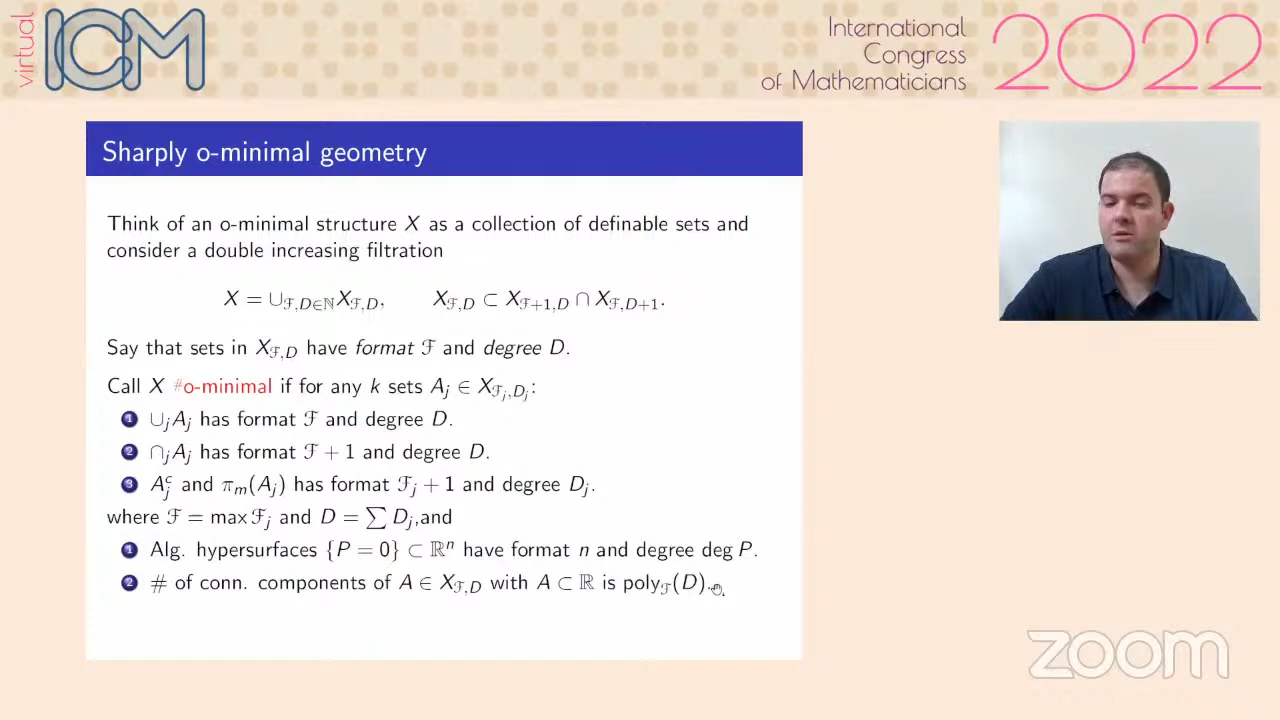 virtual
ICM
International
Congress
of Mathematicians
2022
Sharply o-minimal geometry
Think of an o-minimal structure X as a collection of definable sets and
consider a double increasing filtration
X = ∪_{ℱ,D∈ℕ} X_{ℱ,D},  X_{ℱ,D} ⊂ X_{ℱ+1,D} ∩ X_{ℱ,D+1}.
Say that sets in X_{ℱ,D} have format ℱ and degree D.
Call X #o-minimal if for any k sets A_j ∈ X_{ℱ_j,D_j}:
1 ∪_j A_j has format ℱ and degree D.
2 ∩_j A_j has format ℱ + 1 and degree D.
3 A_j^c and π_m(A_j) has format ℱ_j + 1 and degree D_j.
where ℱ = max ℱ_j and D = ∑ D_j,and
1 Alg. hypersurfaces {P = 0} ⊂ ℝ^n have format n and degree deg P.
2 # of conn. components of A ∈ X_{ℱ,D} with A ⊂ ℝ is poly_ℱ(D).
zoom